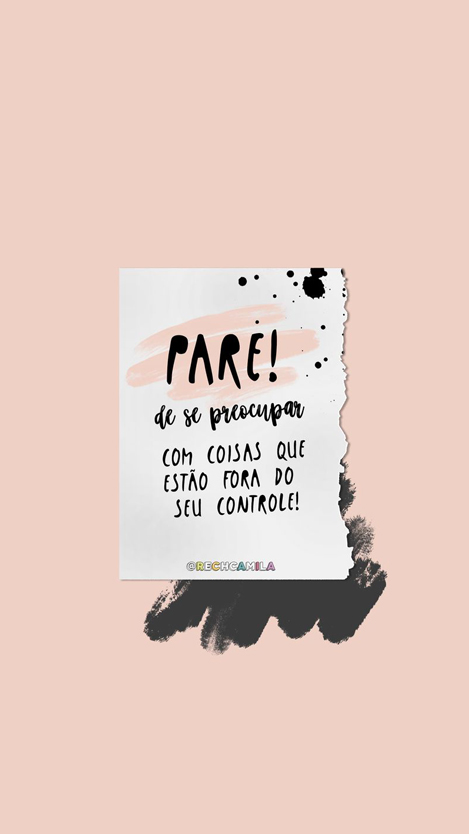 PARE!
de se preocupar
COM COISAS QUE
ESTÃO FORA DO
SEU CONTROLE!
@RECHCAMILA